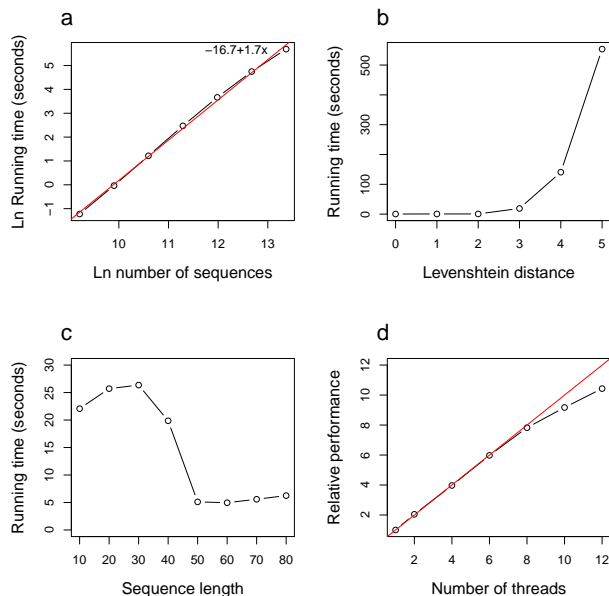 a
−16.7+1.7x
Ln Running time (seconds)
5
4
3
2
1
0
−1
10 11 12 13
Ln number of sequences
b
Running time (seconds)
500
300
100
0
0 1 2 3 4 5
Levenshtein distance
c
Running time (seconds)
30
25
20
15
10
5
0
10 20 30 40 50 60 70 80
Sequence length
d
Relative performance
12
10
8
6
4
2
2 4 6 8 10 12
Number of threads